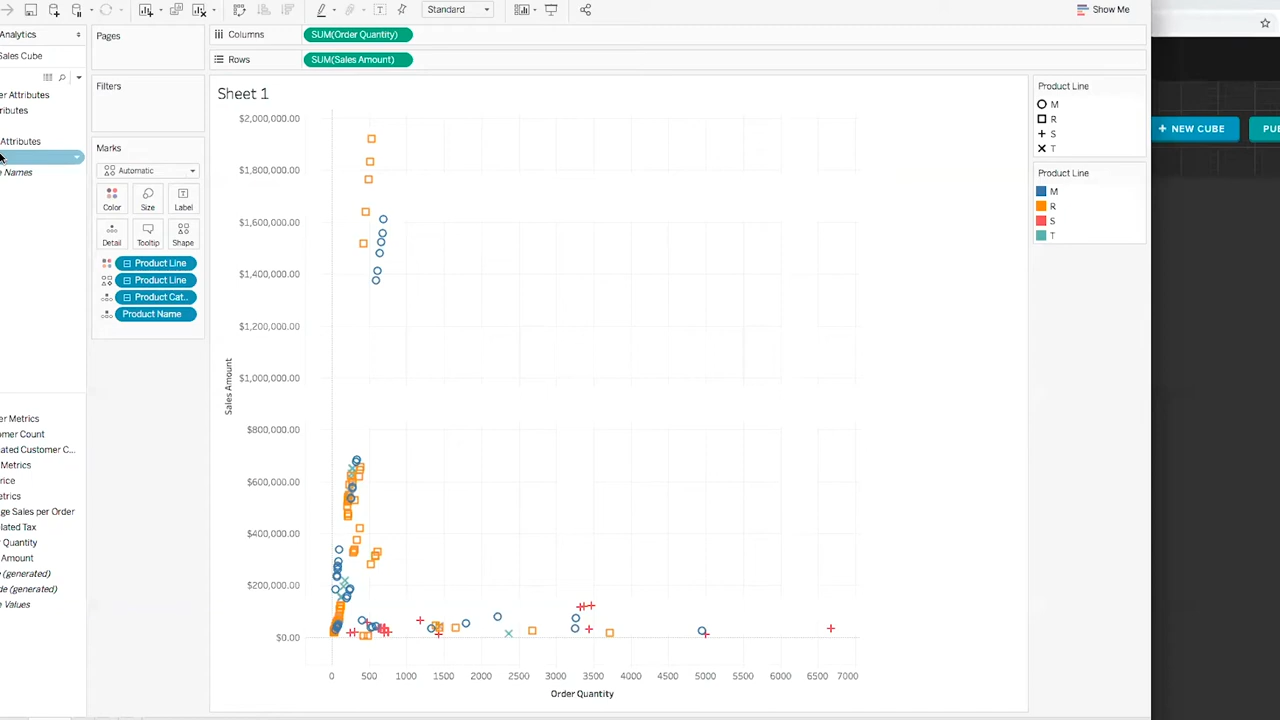 Standard
Show Me
Analytics
Sales Cube
er Attributes
ributes
Attributes
e Names
er Metrics
omer Count
ated Customer C...
Metrics
rice
etrics
ge Sales per Order
lated Tax
r Quantity
Amount
e (generated)
de (generated)
e Values
Pages
Filters
Marks
Automatic
Color Size Label
Detail Tooltip Shape
Product Line
Product Line
Product Cat..
Product Name
Columns SUM(Order Quantity)
Rows SUM(Sales Amount)
Sheet 1
$2,000,000.00
$1,800,000.00
$1,600,000.00
$1,400,000.00
$1,200,000.00
$1,000,000.00
$800,000.00
$600,000.00
$400,000.00
$200,000.00
$0.00
Sales Amount
0 500 1000 1500 2000 2500 3000 3500 4000 4500 5000 5500 6000 6500 7000
Order Quantity
Product Line
M
R
S
T
Product Line
M
R
S
T
+ NEW CUBE
PU